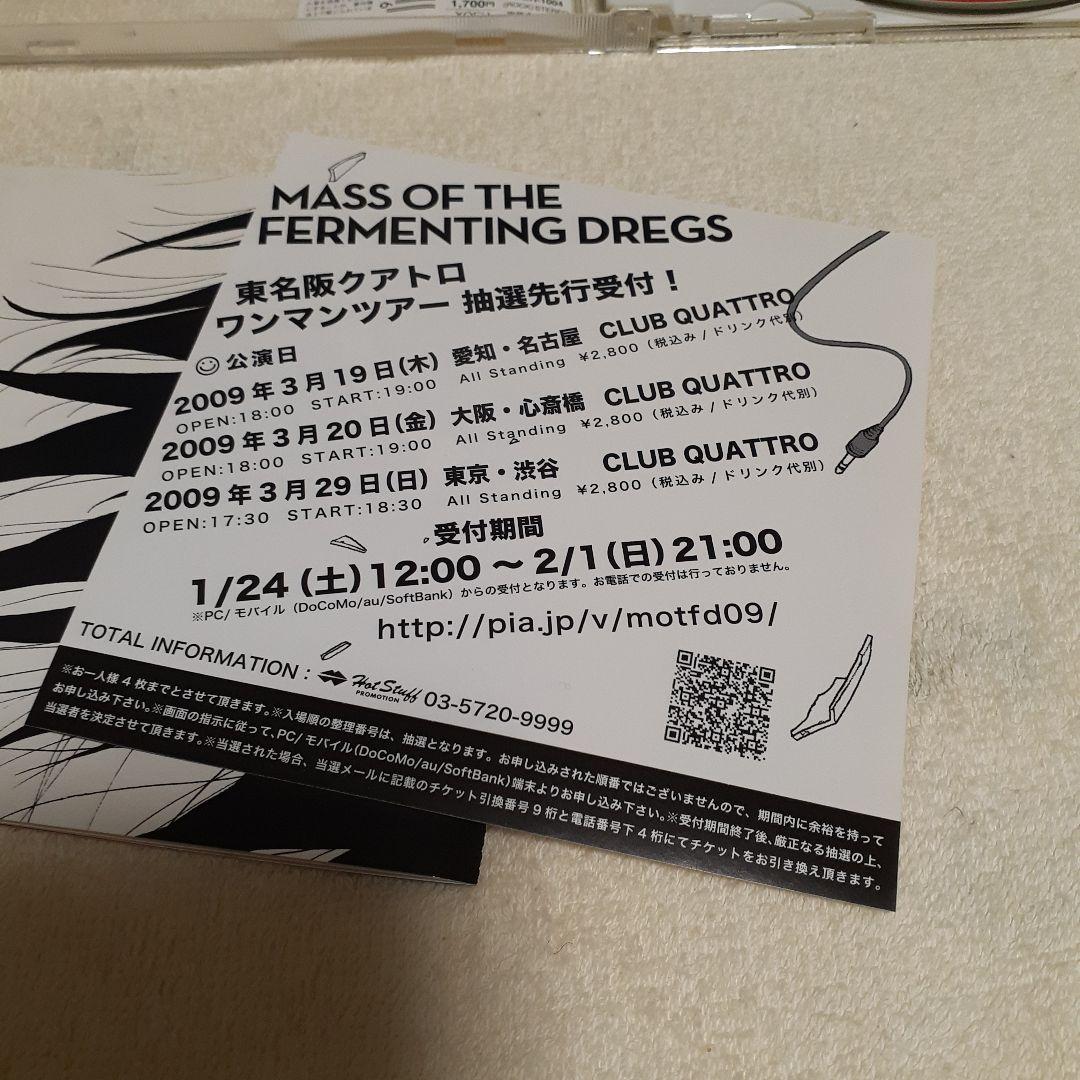 1,700円
MASS OF THE
FERMENTING DREGS
東名阪クアトロ
ワンマンツアー 抽選先行受付！
公演日
2009年3月19日(木) 愛知・名古屋 CLUB QUATTRO
OPEN:18:00 START:19:00 All Standing ¥2,800（税込み/ドリンク代別）
2009年3月20日(金) 大阪・心斎橋 CLUB QUATTRO
OPEN:18:00 START:19:00 All Standing ¥2,800（税込み/ドリンク代別）
2009年3月29日(日) 東京・渋谷 CLUB QUATTRO
OPEN:17:30 START:18:30 All Standing ¥2,800（税込み/ドリンク代別）
受付期間
1/24（土）12:00 〜 2/1(日)21:00
※PC/モバイル（DoCoMo/au/SoftBank）からの受付となります。お電話での受付は行っておりません。
http://pia.jp/v/motfd09/
TOTAL INFORMATION : Hot Stuff PROMOTION 03-5720-9999
※お一人様4枚までとさせて頂きます。※入場順の整理番号は、抽選となります。お申し込みされた順番ではございませんので、期間内に余裕を持って
お申し込み下さい。※画面の指示に従って、PC/モバイル(DoCoMo/au/SoftBank)端末よりお申し込み下さい。※受付期間終了後、厳正なる抽選の上、
当選者を決定させて頂きます。※当選された場合、当選メールに記載のチケット引換番号9桁と電話番号下4桁にてチケットをお引き換え頂きます。